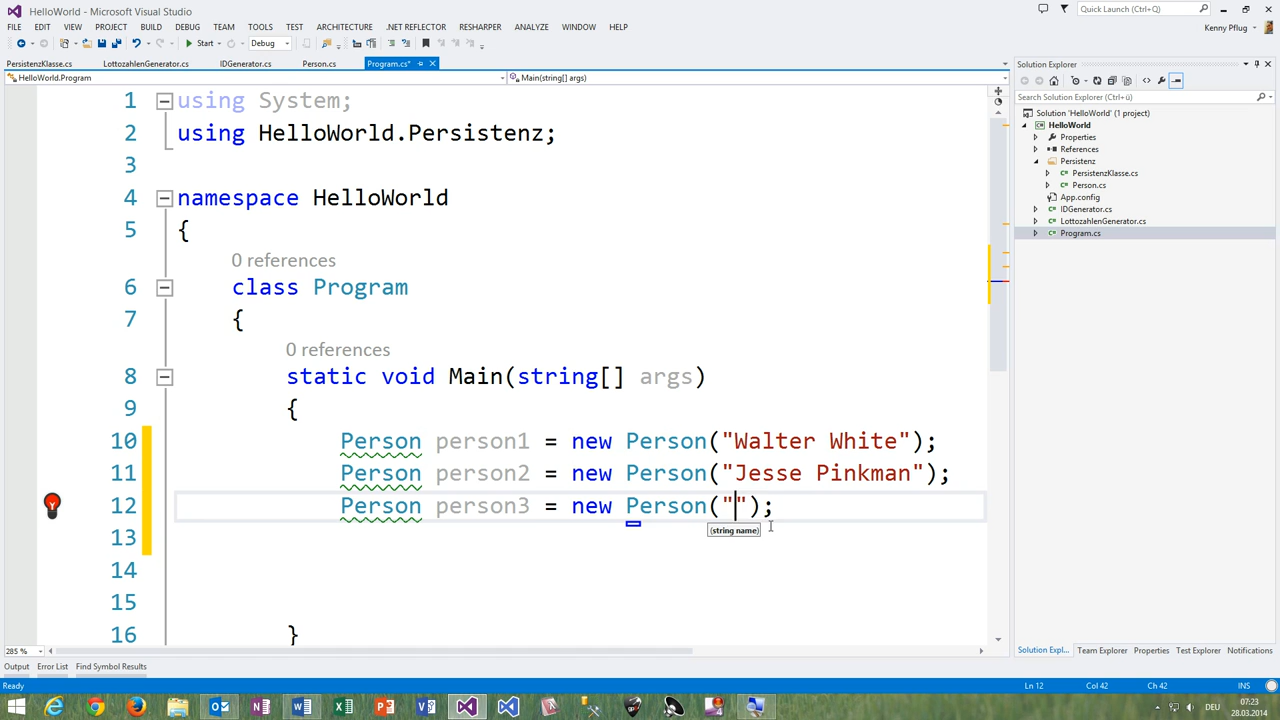 HelloWorld - Microsoft Visual Studio
Quick Launch (Ctrl+Q)
FILE EDIT VIEW PROJECT BUILD DEBUG TEAM TOOLS TEST ARCHITECTURE .NET REFLECTOR RESHARPER ANALYZE WINDOW HELP
Kenny Pflug
Start Debug
PersistenzKlasse.cs LottozahlenGenerator.cs IDGenerator.cs Person.cs Program.cs*
HelloWorld.Program Main(string[] args)
1 using System;
2 using HelloWorld.Persistenz;
3
4 namespace HelloWorld
5 {
0 references
6 class Program
7 {
0 references
8 static void Main(string[] args)
9 {
10 Person person1 = new Person("Walter White");
11 Person person2 = new Person("Jesse Pinkman");
12 Person person3 = new Person("");
(string name)
13
14
15
16 }
285 %
Solution Explorer
Search Solution Explorer (Ctrl+ü)
Solution 'HelloWorld' (1 project)
HelloWorld
Properties
References
Persistenz
PersistenzKlasse.cs
Person.cs
App.config
IDGenerator.cs
LottozahlenGenerator.cs
Program.cs
Solution Expl... Team Explorer Properties Test Explorer Notifications
Output Error List Find Symbol Results
Ready Ln 12 Col 42 Ch 42 INS
DEU
07:23
28.03.2014